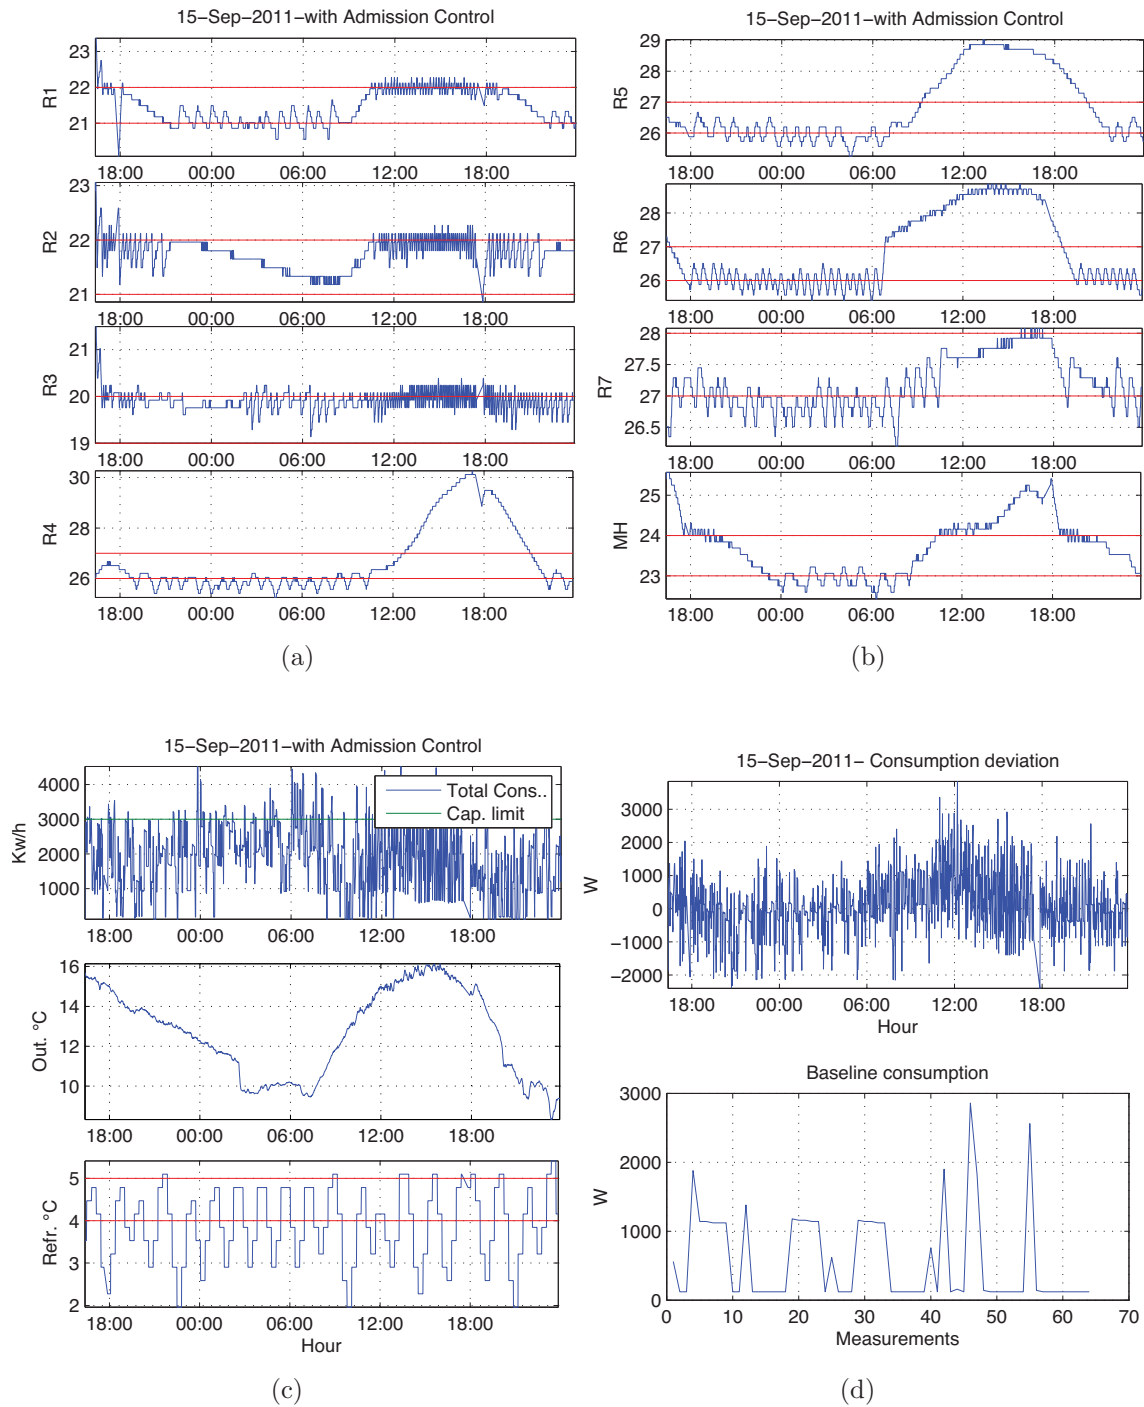 15-Sep-2011-with Admission Control
R1
23
22
21
18:00 00:00 06:00 12:00 18:00
R2
23
22
21
18:00 00:00 06:00 12:00 18:00
R3
21
20
19
18:00 00:00 06:00 12:00 18:00
R4
30
28
26
18:00 00:00 06:00 12:00 18:00
(a)
15-Sep-2011-with Admission Control
R5
29
28
27
26
18:00 00:00 06:00 12:00 18:00
R6
28
27
26
18:00 00:00 06:00 12:00 18:00
R7
28
27.5
27
26.5
18:00 00:00 06:00 12:00 18:00
MH
25
24
23
18:00 00:00 06:00 12:00 18:00
(b)
15-Sep-2011-with Admission Control
Kw/h
4000
3000
2000
1000
Total Cons..
Cap. limit
18:00 00:00 06:00 12:00 18:00
Out. °C
16
14
12
10
18:00 00:00 06:00 12:00 18:00
Refr. °C
5
4
3
2
18:00 00:00 06:00 12:00 18:00
Hour
(c)
15-Sep-2011- Consumption deviation
W
3000
2000
1000
0
-1000
-2000
18:00 00:00 06:00 12:00 18:00
Hour
Baseline consumption
W
3000
2000
1000
0
0 10 20 30 40 50 60 70
Measurements
(d)